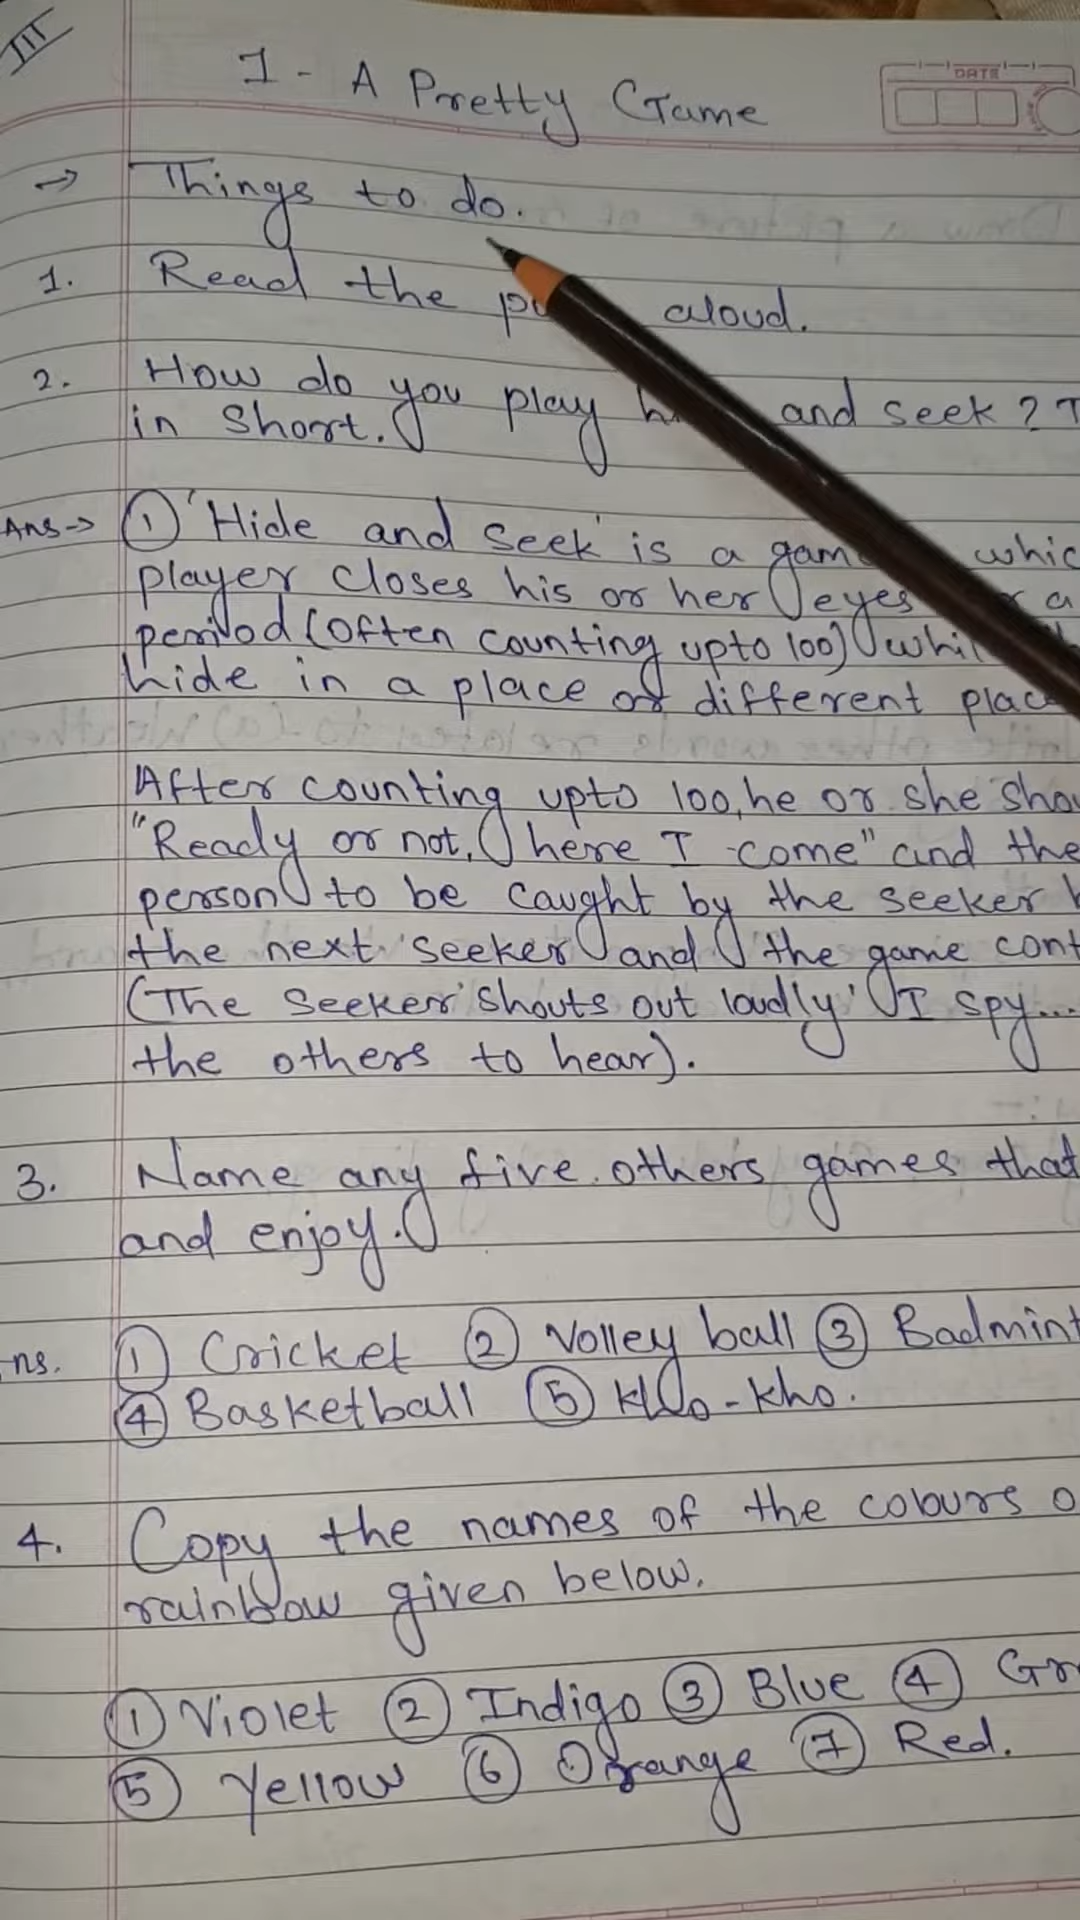 III
1 - A Pretty Game
DATE
→ Things to do.
1. Read the aloud.
2. How do you play and seek?
in Short.
Ans→ ① 'Hide and seek' is a
player closes his or her eyes a
period (often counting upto 100)
hide in a place or different
After counting upto 100, he or she
"Ready or not, here I come" and the
person to be caught by the seeker
the next seeker and the game
(The seeker shouts out loudly 'I spy...
the others to hear).
3. Name any five others games that
and enjoy.
① Cricket ② Volley ball ③
④ Basketball ⑤ Kho-kho.
4. Copy the names of the colours
rainbow given below.
① Violet ② Indigo ③ Blue ④
⑤ Yellow ⑥ Orange ⑦ Red.